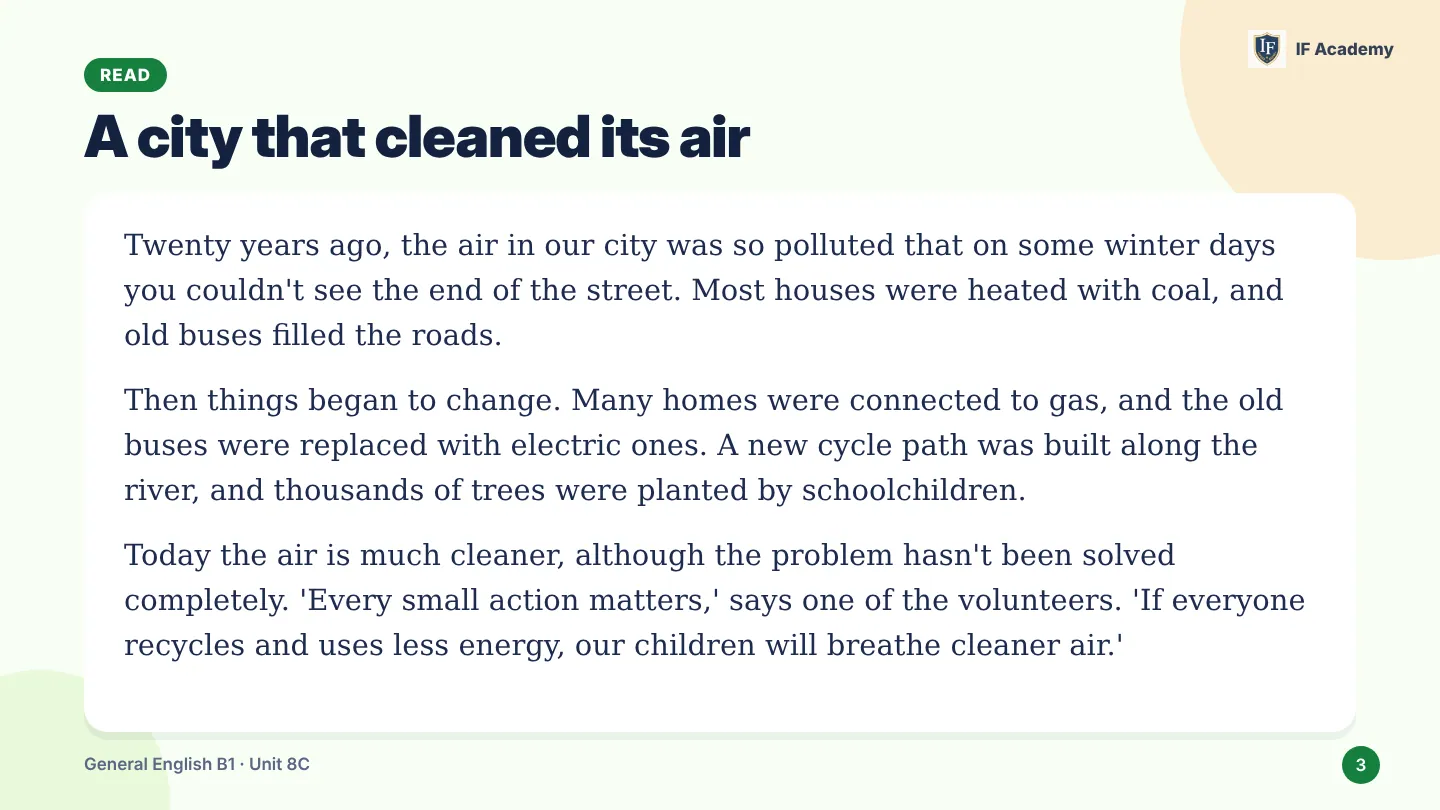 IF
IF Academy
READ
A city that cleaned its air
Twenty years ago, the air in our city was so polluted that on some winter days
you couldn't see the end of the street. Most houses were heated with coal, and
old buses filled the roads.
Then things began to change. Many homes were connected to gas, and the old
buses were replaced with electric ones. A new cycle path was built along the
river, and thousands of trees were planted by schoolchildren.
Today the air is much cleaner, although the problem hasn't been solved
completely. 'Every small action matters,' says one of the volunteers. 'If everyone
recycles and uses less energy, our children will breathe cleaner air.'
General English B1 · Unit 8C
3